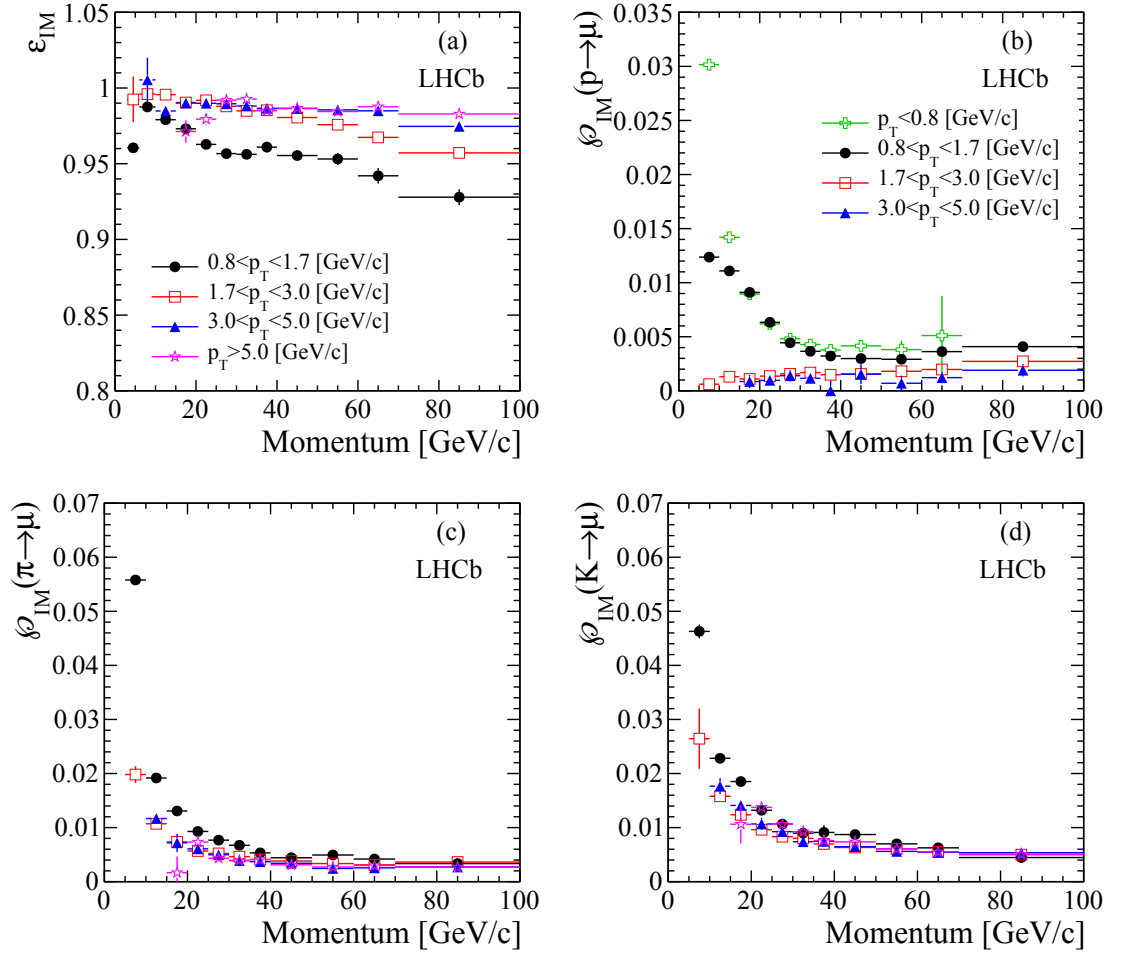 ε_IM
1.05
1
0.95
0.9
0.85
0.8
(a)
LHCb
0.8<p_T<1.7 [GeV/c]
1.7<p_T<3.0 [GeV/c]
3.0<p_T<5.0 [GeV/c]
p_T>5.0 [GeV/c]
0 20 40 60 80 100
Momentum [GeV/c]
℘_IM(p→μ)
0.035
0.03
0.025
0.02
0.015
0.01
0.005
0
(b)
LHCb
p_T<0.8 [GeV/c]
0.8<p_T<1.7 [GeV/c]
1.7<p_T<3.0 [GeV/c]
3.0<p_T<5.0 [GeV/c]
0 20 40 60 80 100
Momentum [GeV/c]
℘_IM(π→μ)
0.07
0.06
0.05
0.04
0.03
0.02
0.01
0
(c)
LHCb
0 20 40 60 80 100
Momentum [GeV/c]
℘_IM(K→μ)
0.07
0.06
0.05
0.04
0.03
0.02
0.01
0
(d)
LHCb
0 20 40 60 80 100
Momentum [GeV/c]